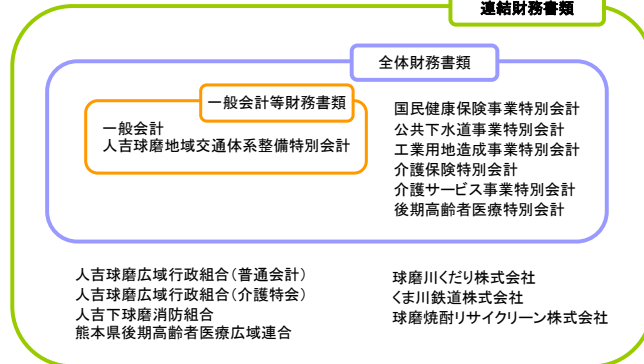 連結財務書類
全体財務書類
一般会計等財務書類
一般会計
人吉球磨地域交通体系整備特別会計
国民健康保険事業特別会計
公共下水道事業特別会計
工業用地造成事業特別会計
介護保険特別会計
介護サービス事業特別会計
後期高齢者医療特別会計
人吉球磨広域行政組合(普通会計)
人吉球磨広域行政組合(介護特会)
人吉下球磨消防組合
熊本県後期高齢者医療広域連合
球磨川くだり株式会社
くま川鉄道株式会社
球磨焼酎リサイクリーン株式会社